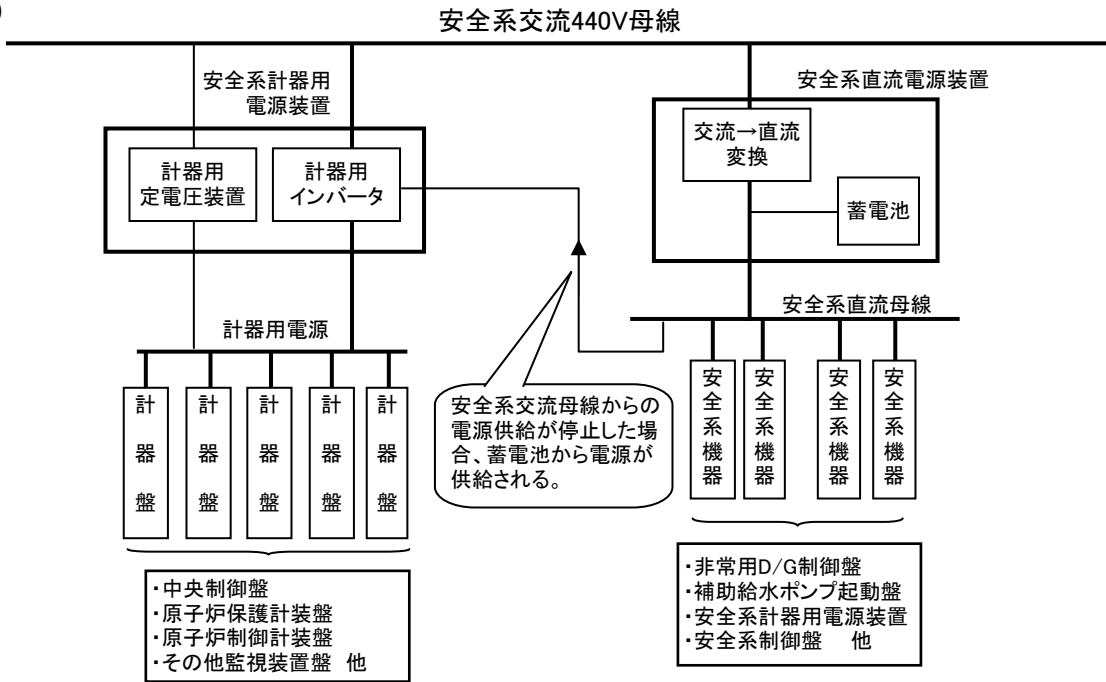 )
安全系交流440V母線
安全系計器用
電源装置
安全系直流電源装置
計器用
定電圧装置
計器用
インバータ
交流→直流
変換
蓄電池
計器用電源
安全系直流母線
計器盤
計器盤
計器盤
計器盤
計器盤
安全系交流母線からの
電源供給が停止した場
合、蓄電池から電源が
供給される。
安全系機器
安全系機器
安全系機器
安全系機器
・中央制御盤
・原子炉保護計装盤
・原子炉制御計装盤
・その他監視装置盤 他
・非常用D/G制御盤
・補助給水ポンプ起動盤
・安全系計器用電源装置
・安全系制御盤 他